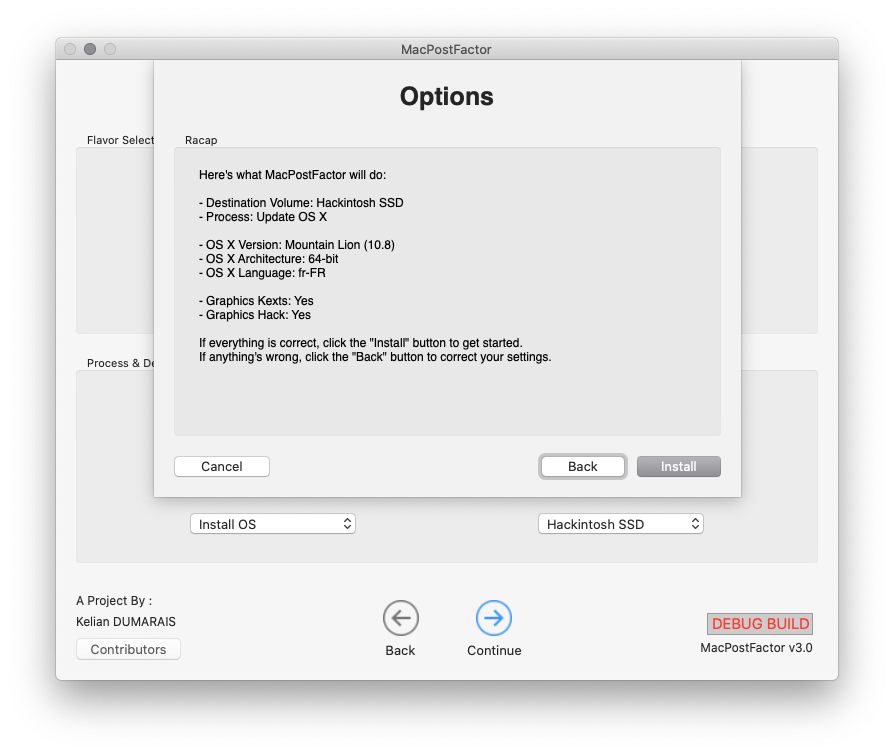 MacPostFactor
Options
Flavor Select
Racap
Here's what MacPostFactor will do:
- Destination Volume: Hackintosh SSD
- Process: Update OS X
- OS X Version: Mountain Lion (10.8)
- OS X Architecture: 64-bit
- OS X Language: fr-FR
- Graphics Kexts: Yes
- Graphics Hack: Yes
If everything is correct, click the "Install" button to get started.
If anything's wrong, click the "Back" button to correct your settings.
Process & De
Cancel
Back
Install
Install OS
Hackintosh SSD
A Project By :
Kelian DUMARAIS
Contributors
Back
Continue
DEBUG BUILD
MacPostFactor v3.0